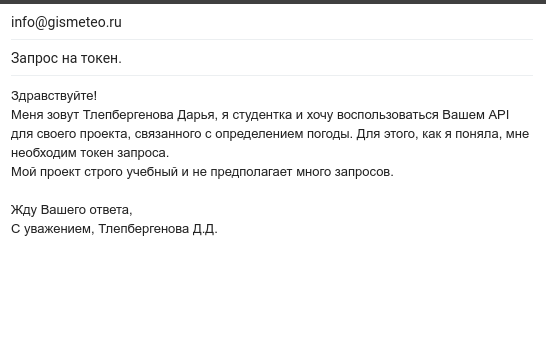 info@gismeteo.ru
Запрос на токен.
Здравствуйте!
Меня зовут Тлепбергенова Дарья, я студентка и хочу воспользоваться Вашем API
для своего проекта, связанного с определением погоды. Для этого, как я поняла, мне
необходим токен запроса.
Мой проект строго учебный и не предполагает много запросов.
Жду Вашего ответа,
С уважением, Тлепбергенова Д.Д.